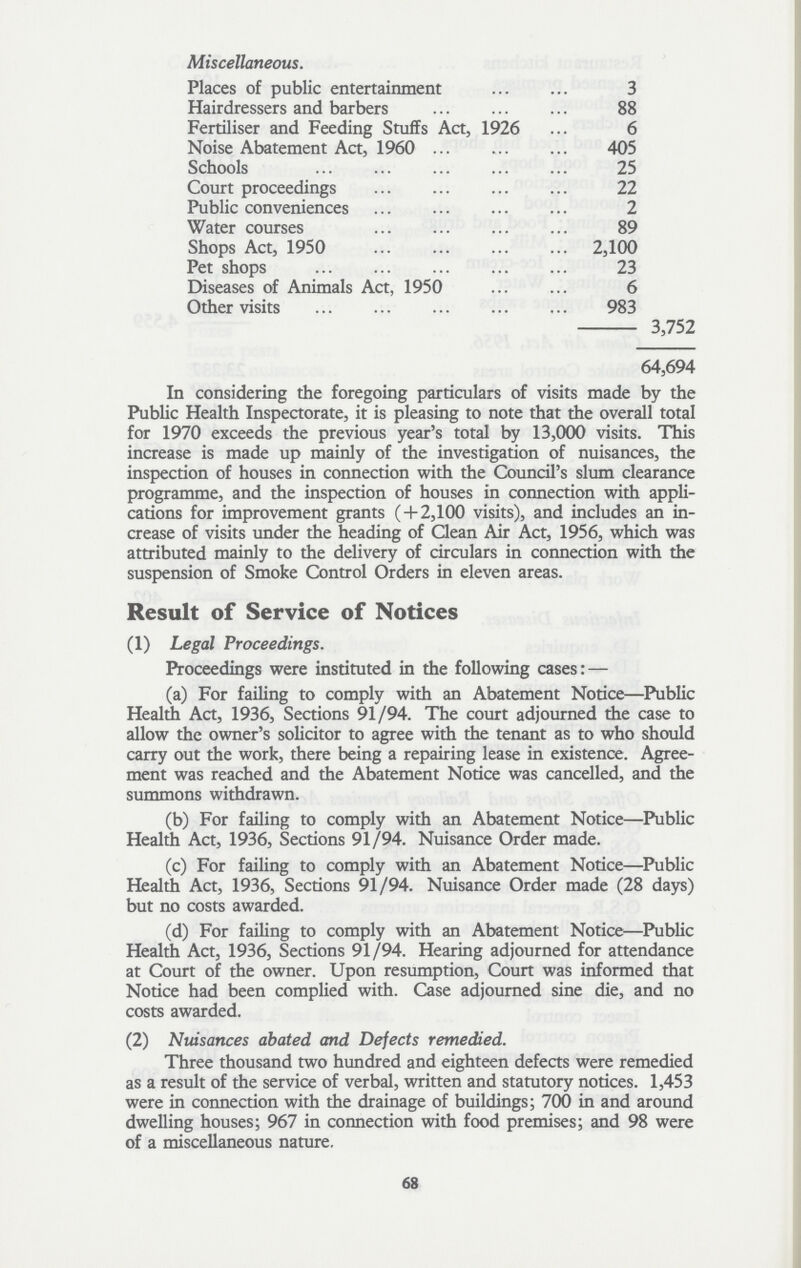 Miscellaneous.
Places of public entertainment ... ... 3
Hairdressers and barbers ... ... ... 88
Fertiliser and Feeding Stuffs Act, 1926 ... 6
Noise Abatement Act, 1960 ... ... ... 405
Schools ... ... ... ... ... 25
Court proceedings ... ... ... ... 22
Public conveniences ... ... ... ... 2
Water courses ... ... ... ... 89
Shops Act, 1950 ... ... ... ... 2,100
Pet shops ... ... ... ... ... 23
Diseases of Animals Act, 1950 ... ... 6
Other visits ... ... ... ... ... 983
3,752
64,694
In considering the foregoing particulars of visits made by the
Public Health Inspectorate, it is pleasing to note that the overall total
for 1970 exceeds the previous year's total by 13,000 visits. This
increase is made up mainly of the investigation of nuisances, the
inspection of houses in connection with the Council's slum clearance
programme, and the inspection of houses in connection with appli-
cations for improvement grants (+2,100 visits), and includes an in-
crease of visits under the heading of Clean Air Act, 1956, which was
attributed mainly to the delivery of circulars in connection with the
suspension of Smoke Control Orders in eleven areas.
Result of Service of Notices
(1) Legal Proceedings.
Proceedings were instituted in the following cases:—
(a) For failing to comply with an Abatement Notice—Public
Health Act, 1936, Sections 91/94. The court adjourned the case to
allow the owner's solicitor to agree with the tenant as to who should
carry out the work, there being a repairing lease in existence. Agree-
ment was reached and the Abatement Notice was cancelled, and the
summons withdrawn.
(b) For failing to comply with an Abatement Notice—Public
Health Act, 1936, Sections 91/94. Nuisance Order made.
(c) For failing to comply with an Abatement Notice—Public
Health Act, 1936, Sections 91/94. Nuisance Order made (28 days)
but no costs awarded.
(d) For failing to comply with an Abatement Notice—Public
Health Act, 1936, Sections 91/94. Hearing adjourned for attendance
at Court of the owner. Upon resumption, Court was informed that
Notice had been complied with. Case adjourned sine die, and no
costs awarded.
(2) Nuisances abated and Defects remedied.
Three thousand two hundred and eighteen defects were remedied
as a result of the service of verbal, written and statutory notices. 1,453
were in connection with the drainage of buildings; 700 in and around
dwelling houses; 967 in connection with food premises; and 98 were
of a miscellaneous nature.
68